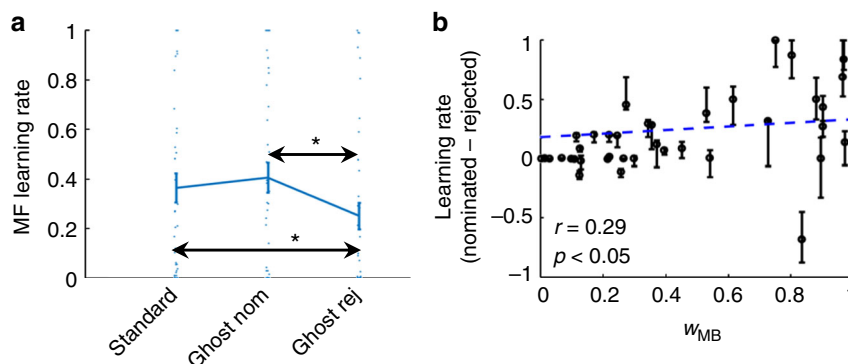 a
MF learning rate
1
0.8
0.6
0.4
0.2
0
*
*
Standard
Ghost nom
Ghost rej
b
Learning rate
(nominated – rejected)
1
0.5
0
–0.5
–1
r = 0.29
p < 0.05
0
0.2
0.4
0.6
0.8
1
wMB